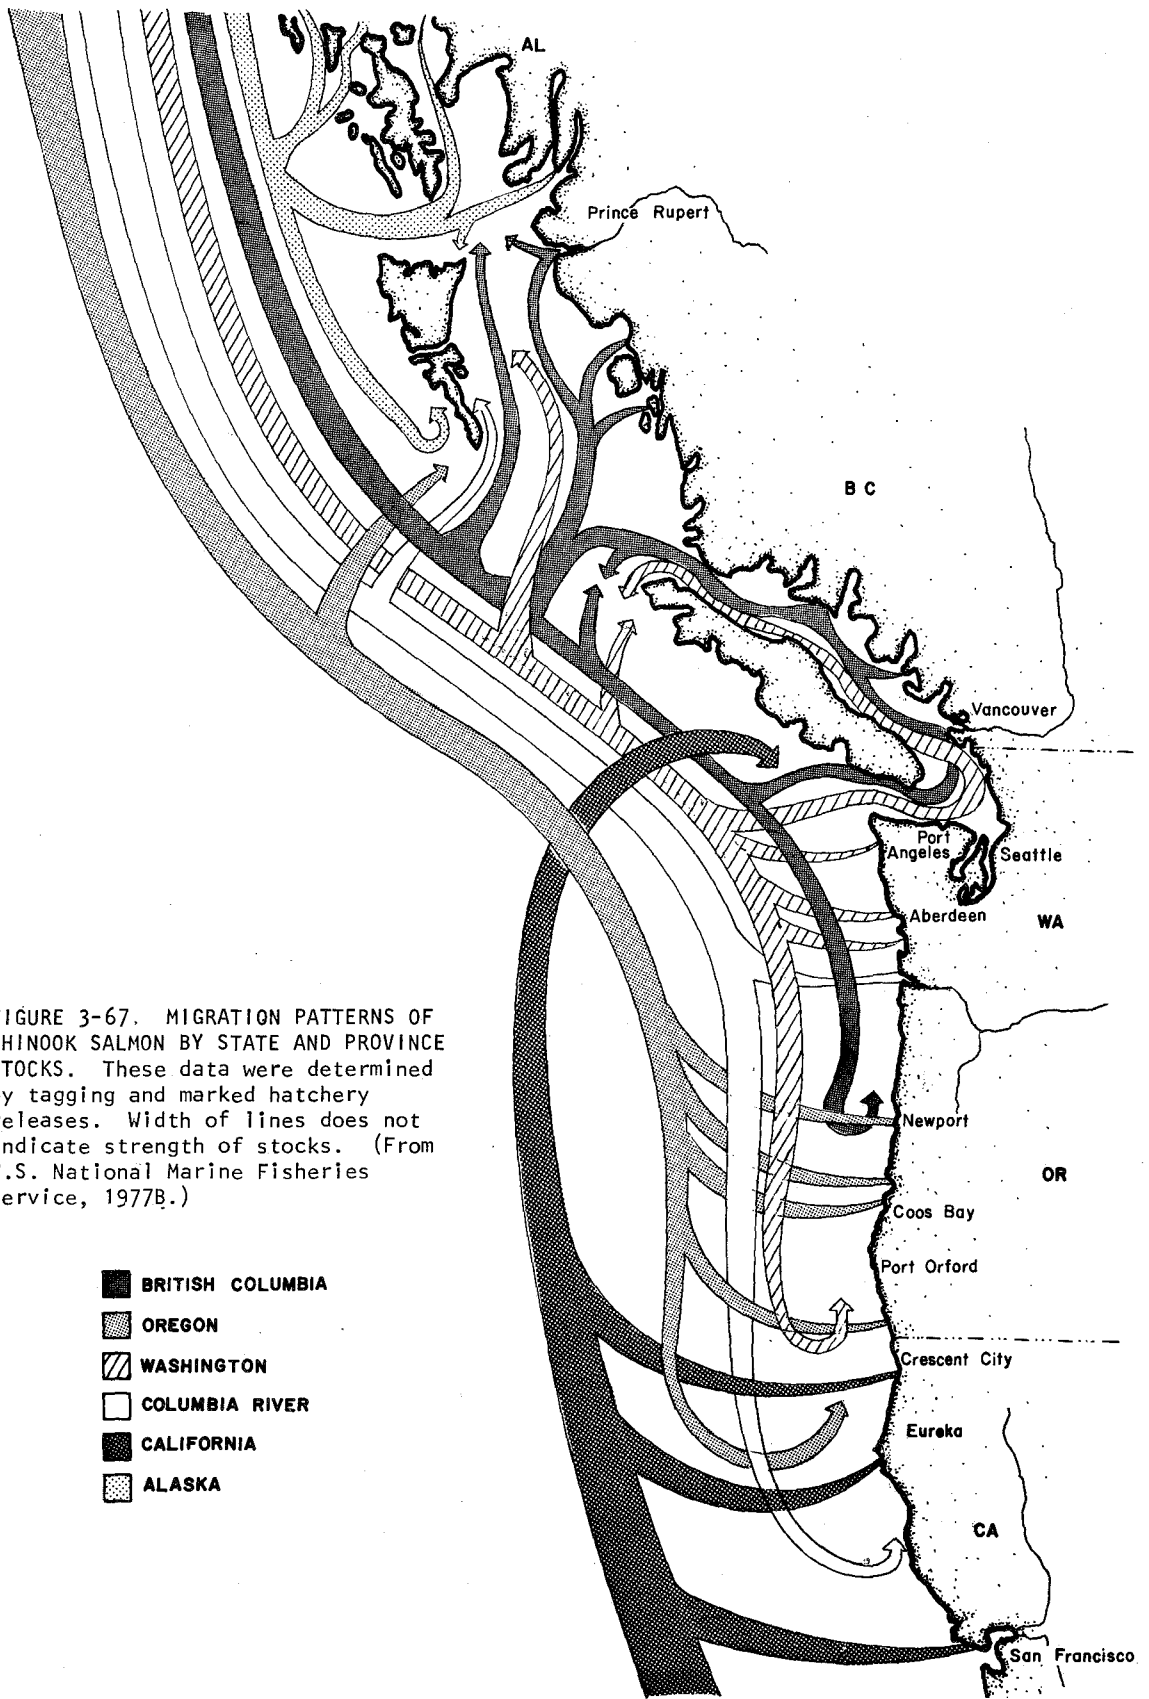 AL
Prince Rupert
BC
Vancouver
Port
Angeles
Seattle
Aberdeen
WA
Newport
OR
Coos Bay
Port Orford
Crescent City
Eureka
CA
San Francisco
IGURE 3-67. MIGRATION PATTERNS OF
HINOOK SALMON BY STATE AND PROVINCE
TOCKS. These data were determined
y tagging and marked hatchery
eleases. Width of lines does not
ndicate strength of stocks. (From
.S. National Marine Fisheries
ervice, 1977B.)
BRITISH COLUMBIA
OREGON
WASHINGTON
COLUMBIA RIVER
CALIFORNIA
ALASKA